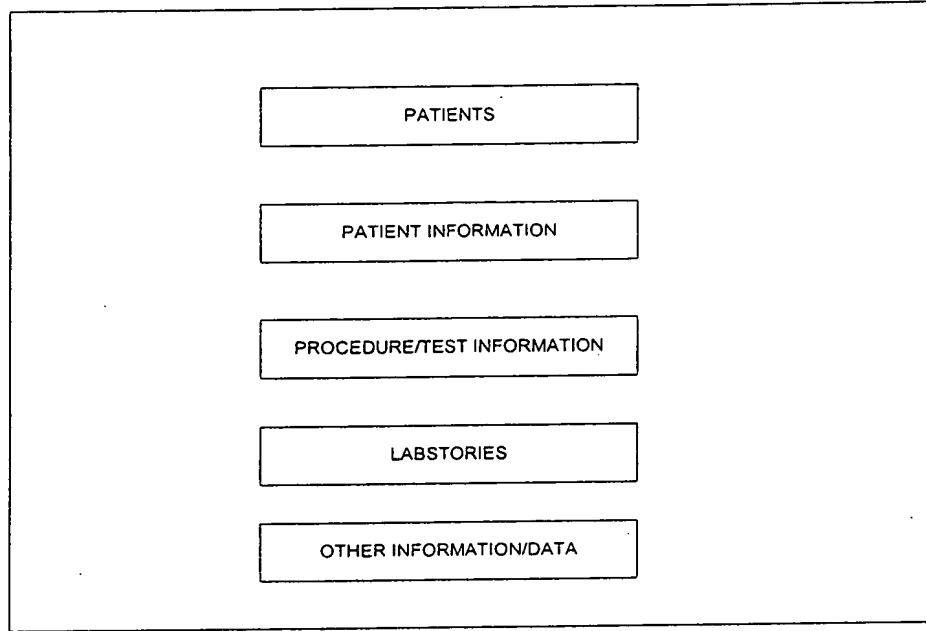 PATIENTS
PATIENT INFORMATION
PROCEDURE/TEST INFORMATION
LABSTORIES
OTHER INFORMATION/DATA